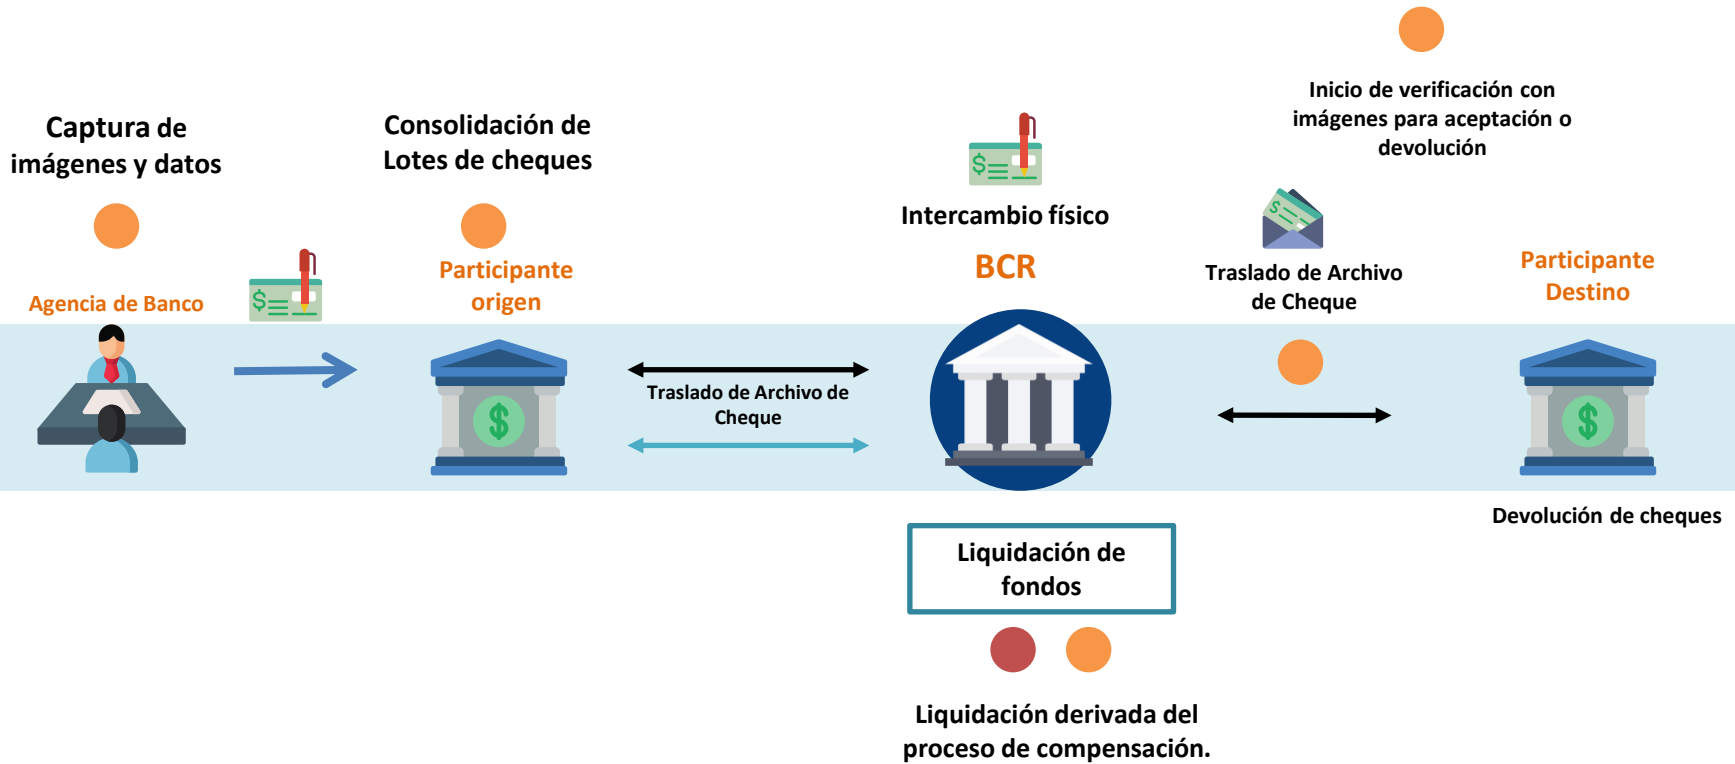 Captura de
imágenes y datos
Agencia de Banco
Consolidación de
Lotes de cheques
Participante
origen
Traslado de Archivo de
Cheque
Intercambio físico
BCR
Liquidación de
fondos
Liquidación derivada del
proceso de compensación.
Inicio de verificación con
imágenes para aceptación o
devolución
Traslado de Archivo
de Cheque
Participante
Destino
Devolución de cheques